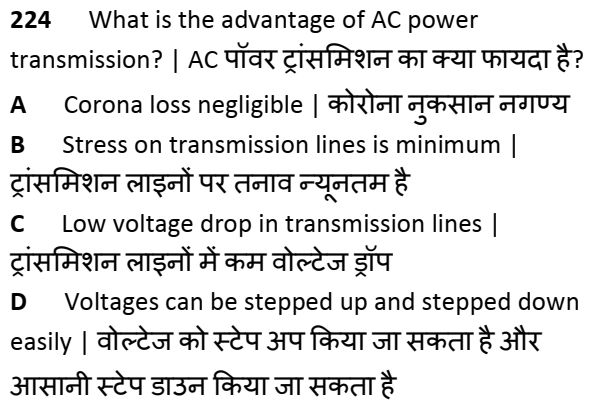 224 What is the advantage of AC power
transmission? | AC पॉवर ट्रांसमिशन का क्या फायदा है?
A Corona loss negligible | कोरोना नुकसान नगण्य
B Stress on transmission lines is minimum |
ट्रांसमिशन लाइनों पर तनाव न्यूनतम है
C Low voltage drop in transmission lines |
ट्रांसमिशन लाइनों में कम वोल्टेज ड्रॉप
D Voltages can be stepped up and stepped down
easily | वोल्टेज को स्टेप अप किया जा सकता है और
आसानी स्टेप डाउन किया जा सकता है